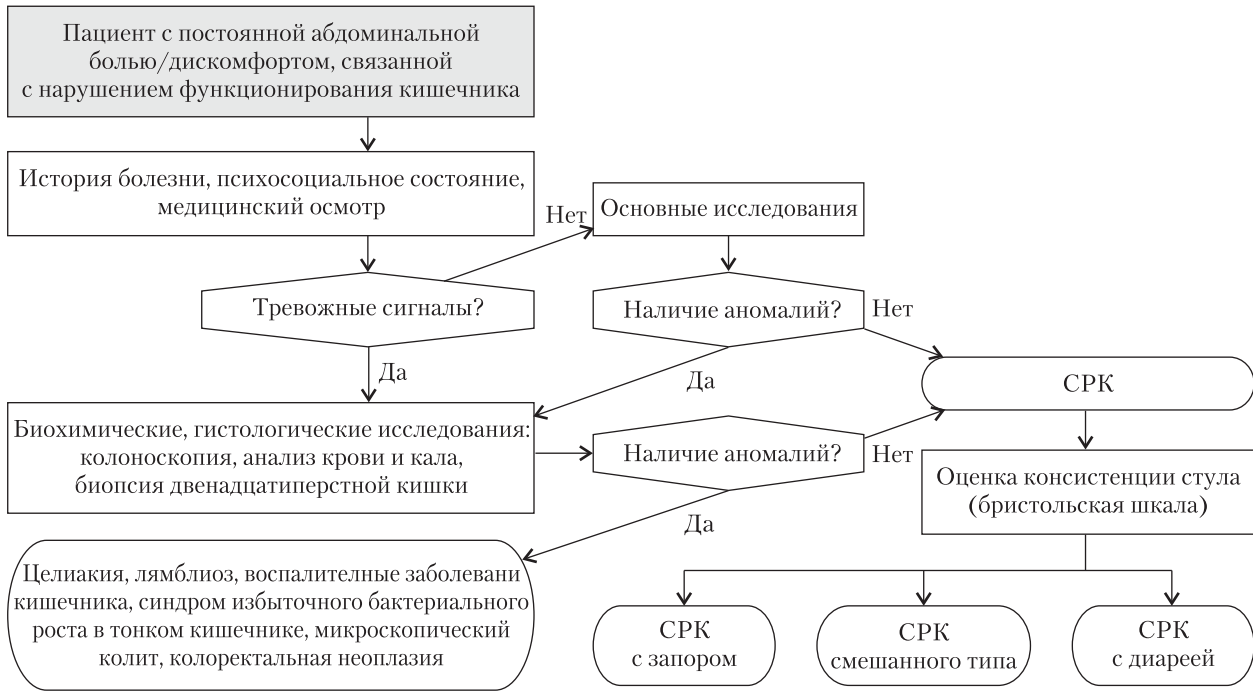 Пациент с постоянной абдоминальной
болью/дискомфортом, связанной
с нарушением функционирования кишечника
История болезни, психосоциальное состояние,
медицинский осмотр
Нет
Основные исследования
Тревожные сигналы?
Наличие аномалий?
Нет
Да
Да
СРК
Биохимические, гистологические исследования:
колоноскопия, анализ крови и кала,
биопсия двенадцатиперстной кишки
Наличие аномалий?
Нет
Оценка консистенции стула
(бристольская шкала)
Да
Целиакия, лямблиоз, воспалителные заболевани
кишечника, синдром избыточного бактериального
роста в тонком кишечнике, микроскопический
колит, колоректальная неоплазия
СРК
с запором
СРК
смешанного типа
СРК
с диареей